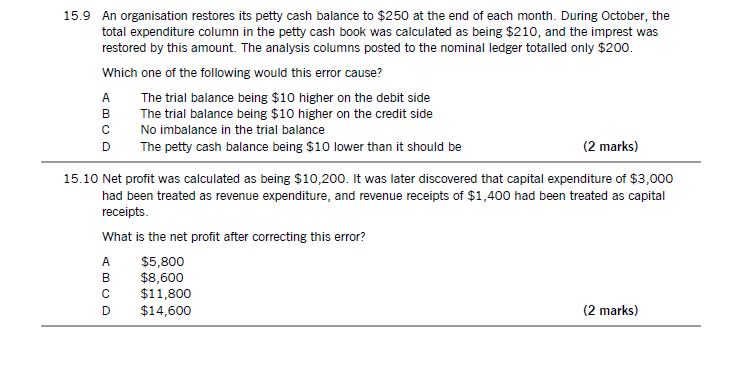 15.9 An organisation restores its petty cash balance to $250 at the end of each month. During October, the
total expenditure column in the petty cash book was calculated as being $210, and the imprest was
restored by this amount. The analysis columns posted to the nominal ledger totalled only $200.
Which one of the following would this error cause?
A The trial balance being $10 higher on the debit side
B The trial balance being $10 higher on the credit side
C No imbalance in the trial balance
D The petty cash balance being $10 lower than it should be (2 marks)
15.10 Net profit was calculated as being $10,200. It was later discovered that capital expenditure of $3,000
had been treated as revenue expenditure, and revenue receipts of $1,400 had been treated as capital
receipts.
What is the net profit after correcting this error?
A $5,800
B $8,600
C $11,800
D $14,600 (2 marks)